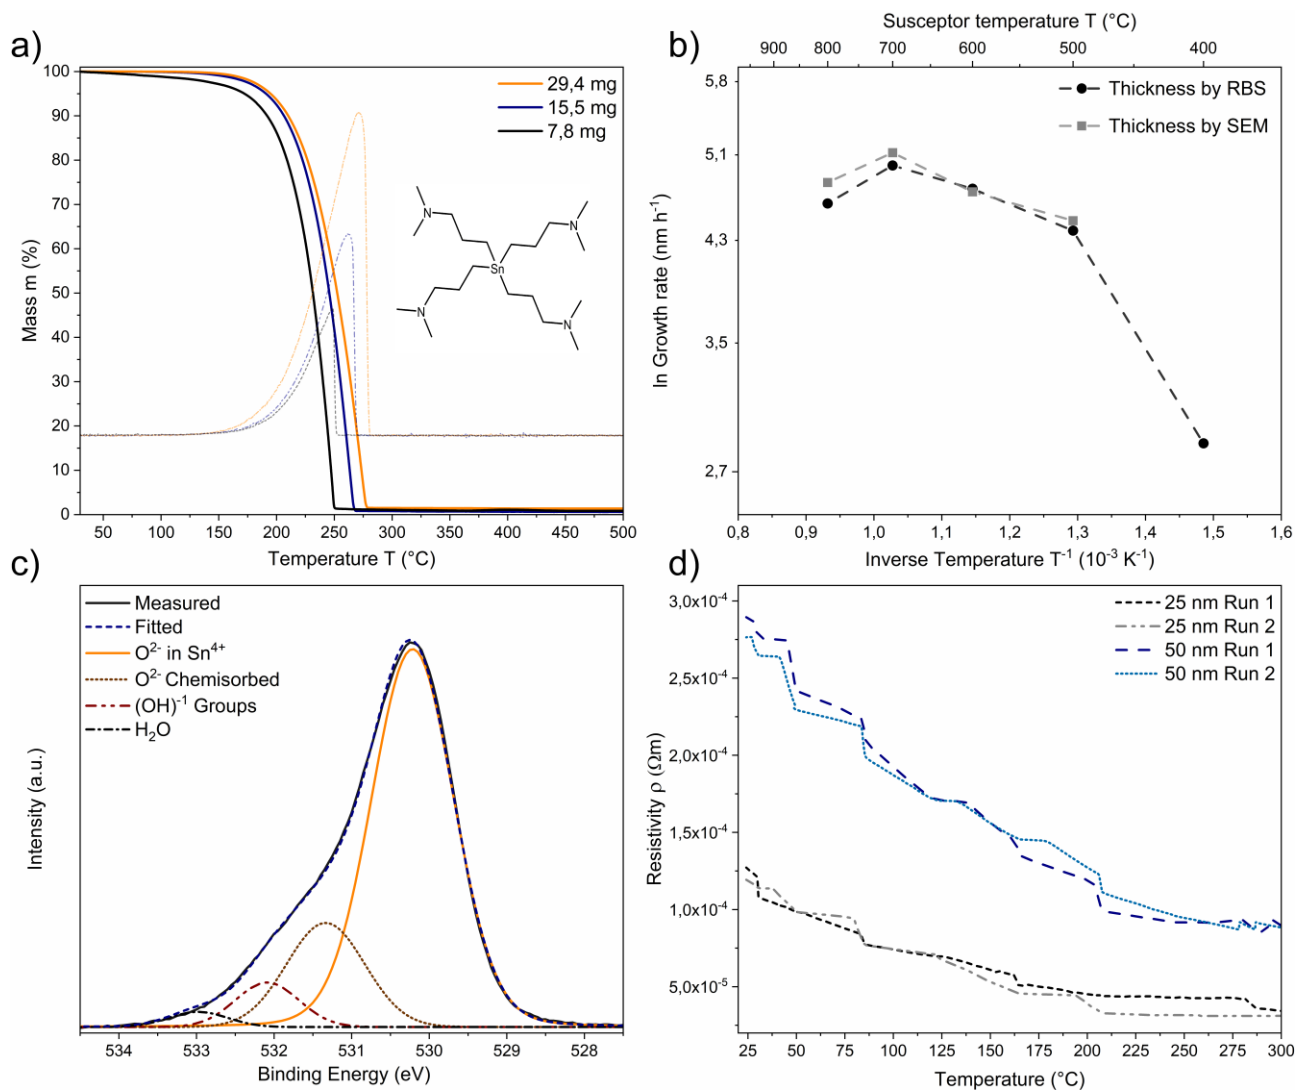 a)
29,4 mg
15,5 mg
7,8 mg
Mass m (%)
100
90
80
70
60
50
40
30
20
10
0
N
N
Sn
N
N
50 100 150 200 250 300 350 400 450 500
Temperature T (°C)
b)
Susceptor temperature T (°C)
900 800 700 600 500 400
Thickness by RBS
Thickness by SEM
ln Growth rate (nm h⁻¹)
5,8
5,1
4,3
3,5
2,7
0,8 0,9 1,0 1,1 1,2 1,3 1,4 1,5 1,6
Inverse Temperature T⁻¹ (10⁻³ K⁻¹)
c)
Measured
Fitted
O²⁻ in Sn⁴⁺
O²⁻ Chemisorbed
(OH)⁻¹ Groups
H₂O
Intensity (a.u.)
534 533 532 531 530 529 528
Binding Energy (eV)
d)
25 nm Run 1
25 nm Run 2
50 nm Run 1
50 nm Run 2
Resistivity ρ (Ωm)
3,0x10⁻⁴
2,5x10⁻⁴
2,0x10⁻⁴
1,5x10⁻⁴
1,0x10⁻⁴
5,0x10⁻⁵
25 50 75 100 125 150 175 200 225 250 275 300
Temperature (°C)